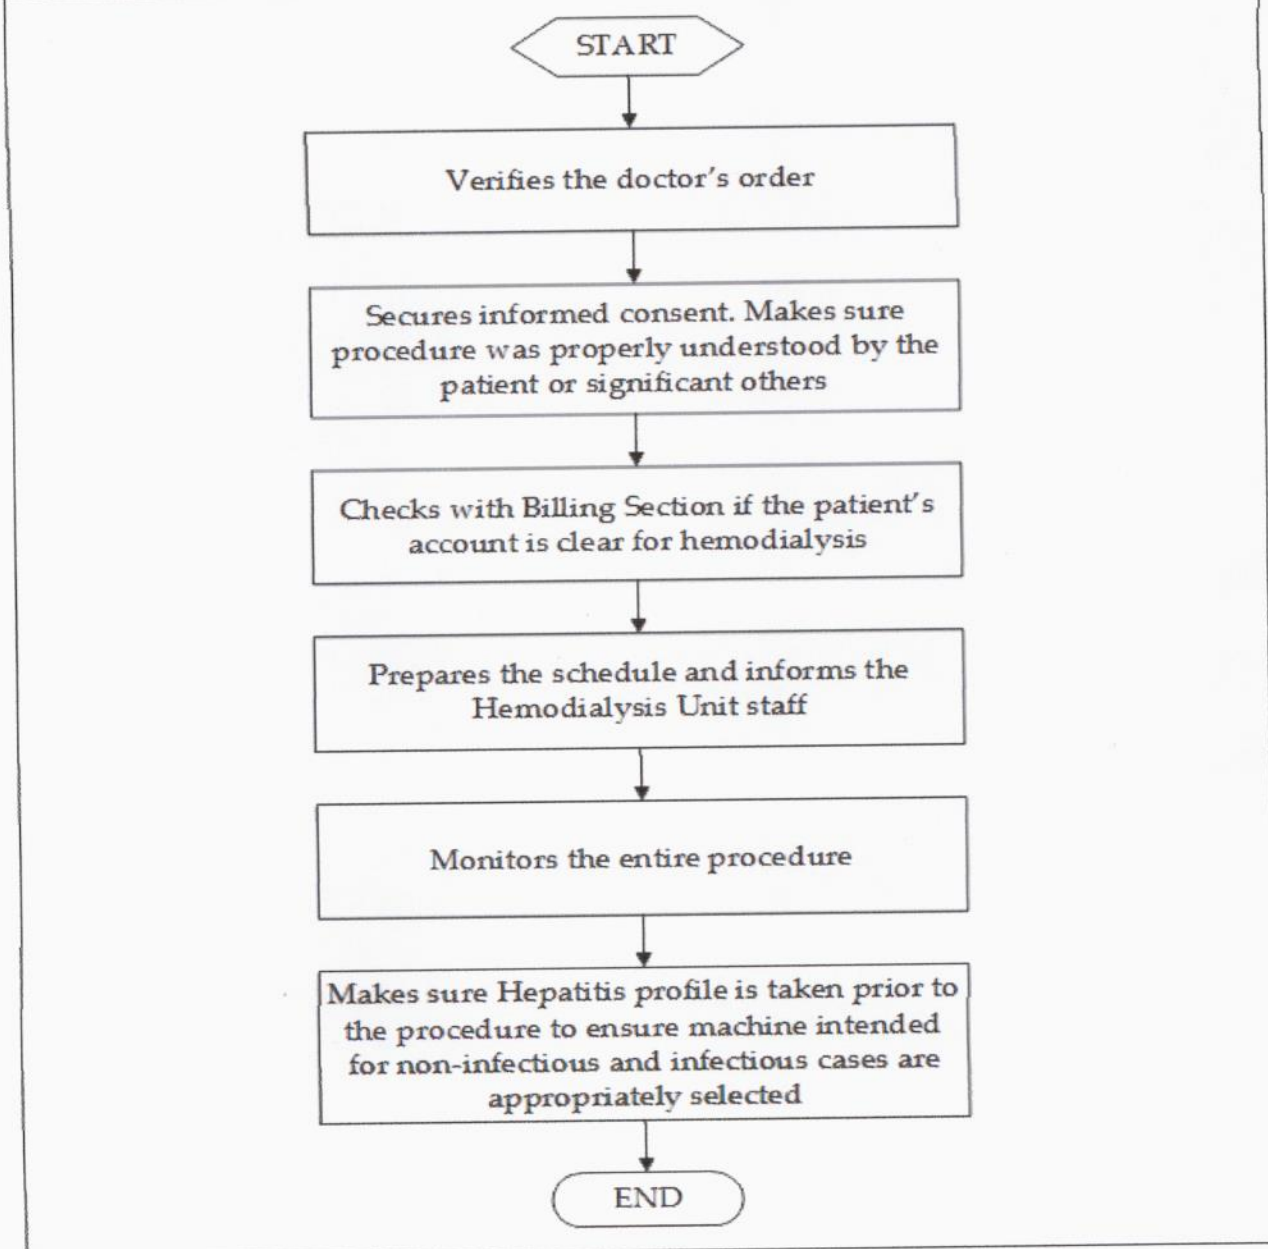 START
Verifies the doctor's order
Secures informed consent. Makes sure
procedure was properly understood by the
patient or significant others
Checks with Billing Section if the patient's
account is clear for hemodialysis
Prepares the schedule and informs the
Hemodialysis Unit staff
Monitors the entire procedure
Makes sure Hepatitis profile is taken prior to
the procedure to ensure machine intended
for non-infectious and infectious cases are
appropriately selected
END